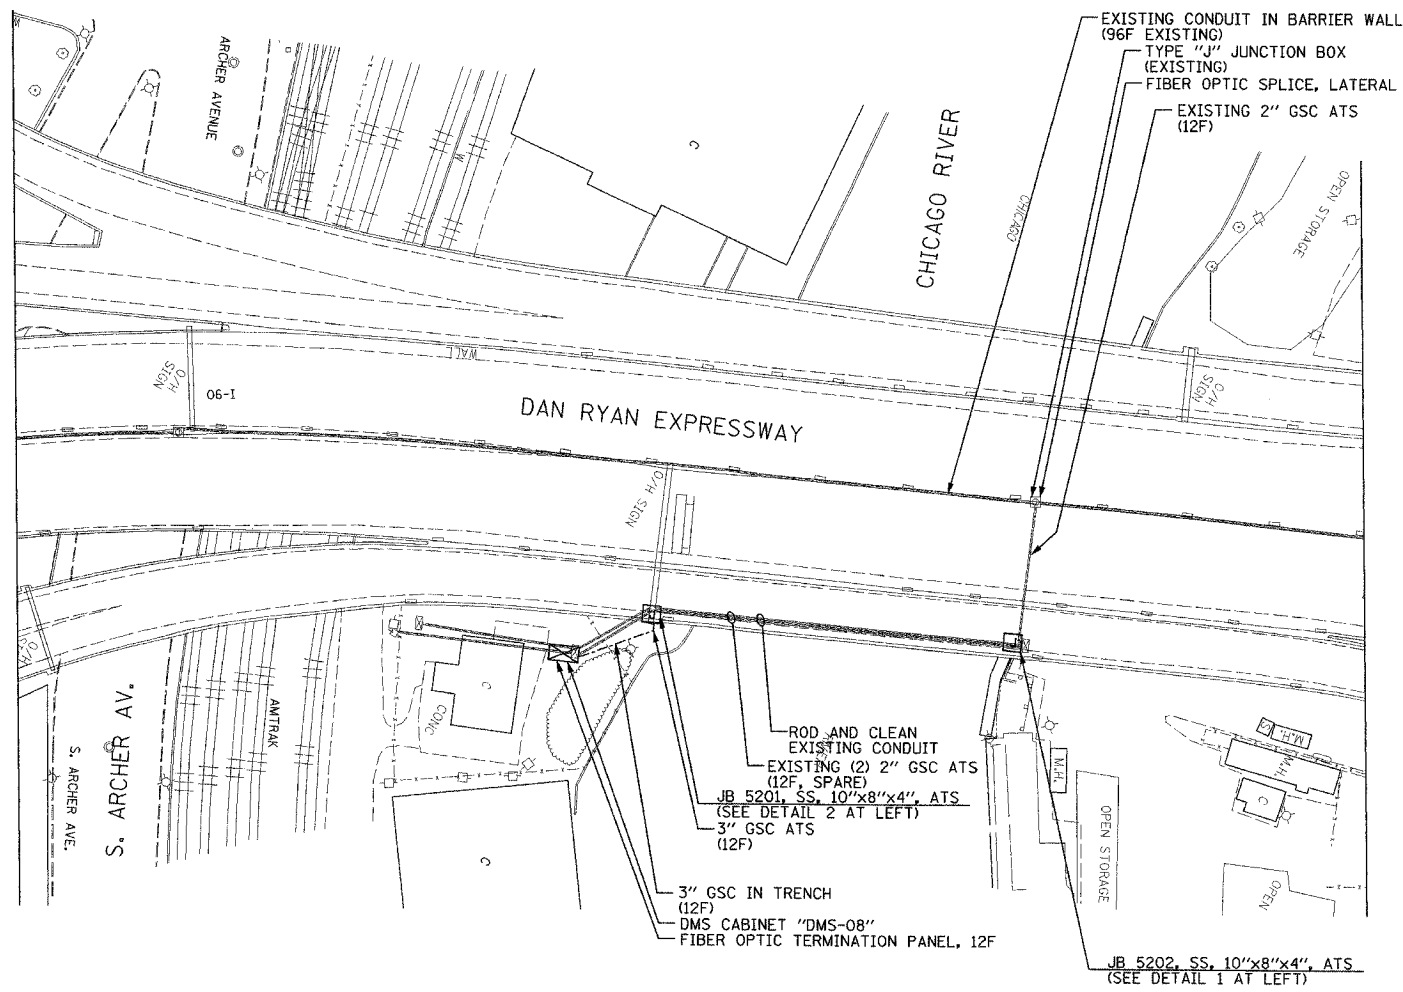 EXISTING CONDUIT IN BARRIER WALL
(96F EXISTING)
TYPE "J" JUNCTION BOX
(EXISTING)
FIBER OPTIC SPLICE, LATERAL
EXISTING 2" GSC ATS
(12F)
ARCHER AVENUE
W
C
CHICAGO RIVER
CHICAGO
OPEN STORAGE
WALL
O/H
SIGN
I-90
O/H
SIGN
DAN RYAN EXPRESSWAY
O/H SIGN
O/H
S. ARCHER AVE.
S. ARCHER AV.
AMTRAK
CONC
C
C
ROD AND CLEAN
EXISTING CONDUIT
EXISTING (2) 2" GSC ATS
(12F, SPARE)
JB 5201, SS, 10"x8"x4", ATS
(SEE DETAIL 2 AT LEFT)
3" GSC ATS
(12F)
3" GSC IN TRENCH
(12F)
DMS CABINET "DMS-08"
FIBER OPTIC TERMINATION PANEL, 12F
P
M.H.
OPEN STORAGE
S
M.H.
M.H.
C
OPEN
JB 5202, SS, 10"x8"x4", ATS
(SEE DETAIL 1 AT LEFT)